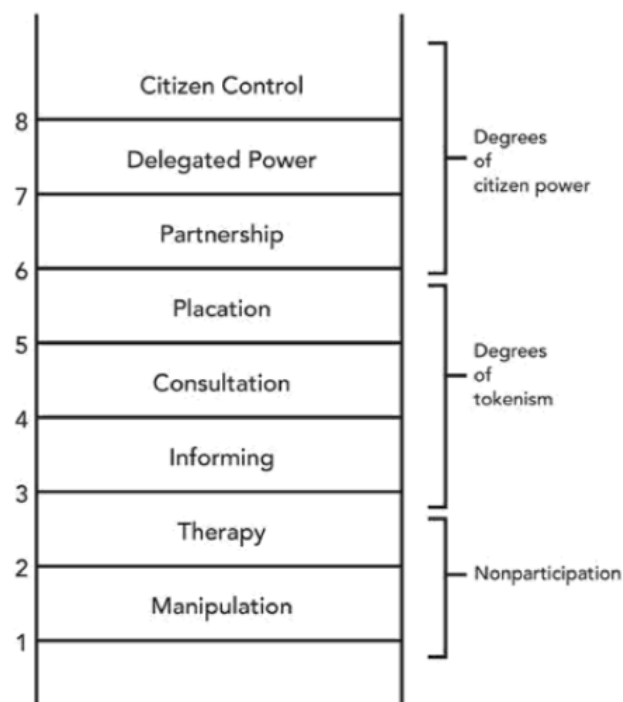 Citizen Control
8
Delegated Power
7
Partnership
6
Placation
5
Consultation
4
Informing
3
Therapy
2
Manipulation
1
Degrees
of
citizen power
Degrees
of
tokenism
Nonparticipation